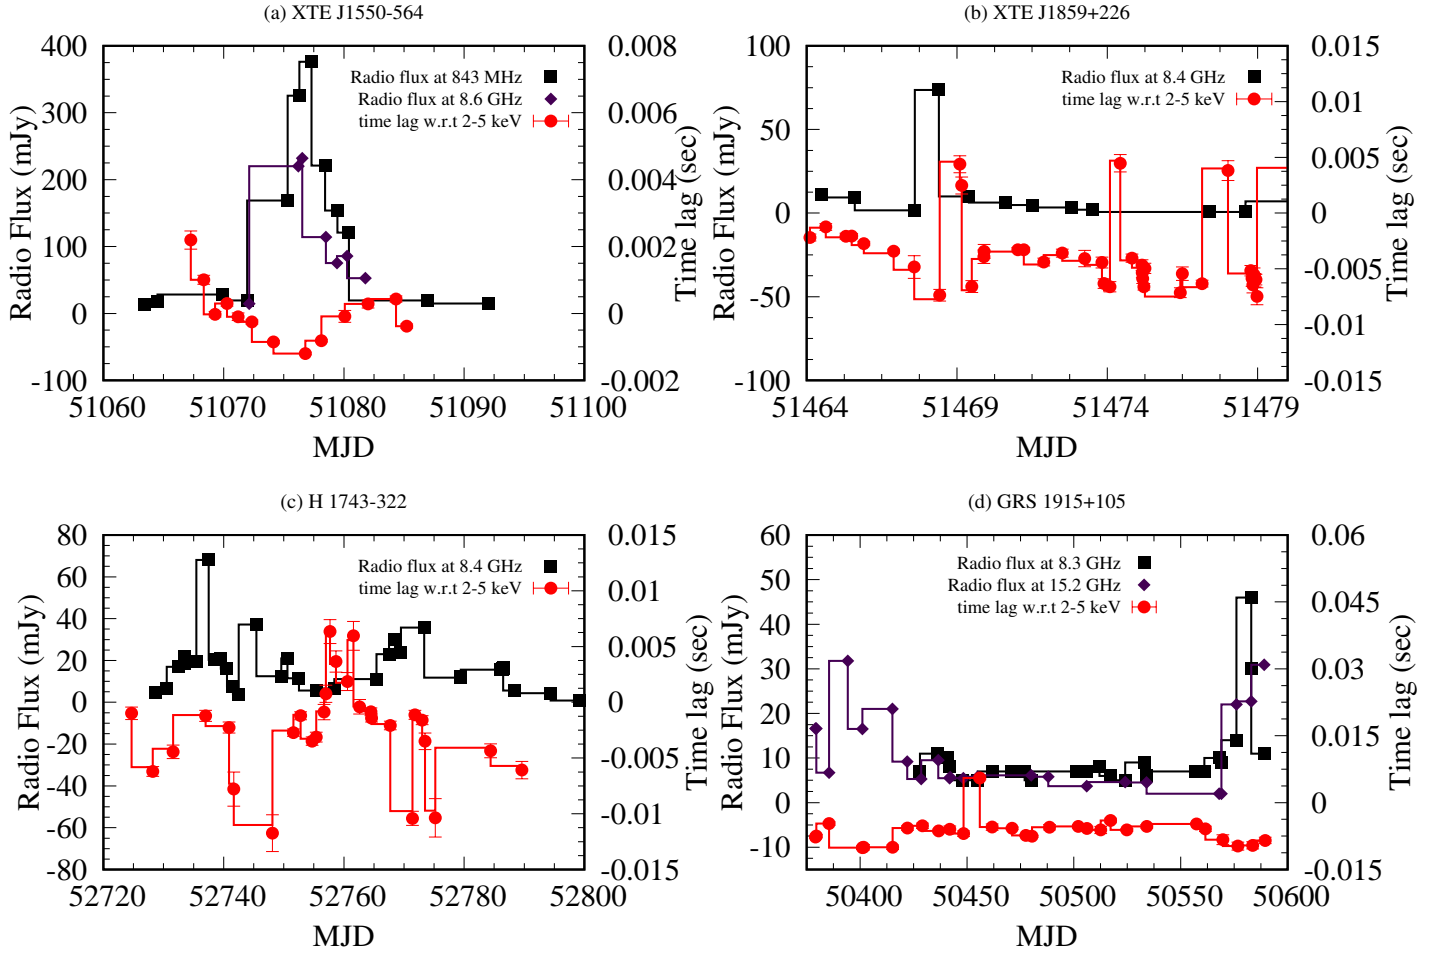 (a) XTE J1550-564
Radio Flux (mJy)
400
300
200
100
0
-100
Radio flux at 843 MHz
Radio flux at 8.6 GHz
time lag w.r.t 2-5 keV
0.008
0.006
0.004
0.002
0
-0.002
Time lag (sec)
51060 51070 51080 51090 51100
MJD
(b) XTE J1859+226
Radio Flux (mJy)
100
50
0
-50
-100
Radio flux at 8.4 GHz
time lag w.r.t 2-5 keV
0.015
0.01
0.005
0
-0.005
-0.01
-0.015
Time lag (sec)
51464 51469 51474 51479
MJD
(c) H 1743-322
Radio Flux (mJy)
80
60
40
20
0
-20
-40
-60
-80
Radio flux at 8.4 GHz
time lag w.r.t 2-5 keV
0.015
0.01
0.005
0
-0.005
-0.01
-0.015
Time lag (sec)
52720 52740 52760 52780 52800
MJD
(d) GRS 1915+105
Radio Flux (mJy)
60
50
40
30
20
10
0
-10
Radio flux at 8.3 GHz
Radio flux at 15.2 GHz
time lag w.r.t 2-5 keV
0.06
0.045
0.03
0.015
0
-0.015
Time lag (sec)
50400 50450 50500 50550 50600
MJD